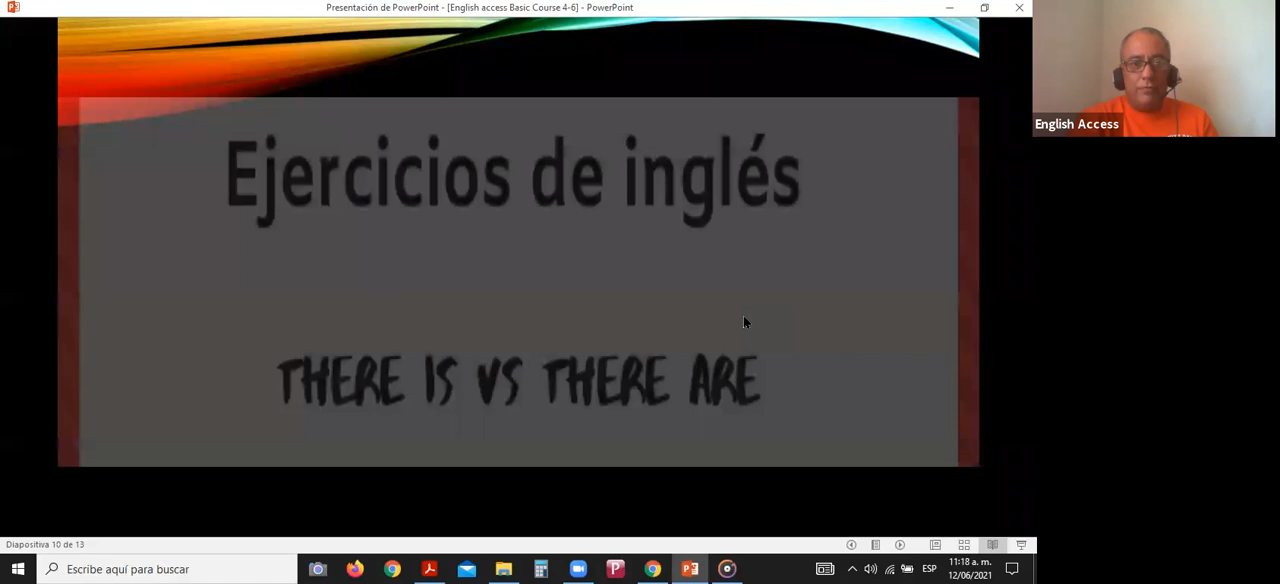 Presentación de PowerPoint - [English access Basic Course 4-6] - PowerPoint
English Access
Ejercicios de inglés
THERE IS VS THERE ARE
Diapositiva 10 de 13
Escribe aquí para buscar
ESP
11:18 a. m.
12/06/2021